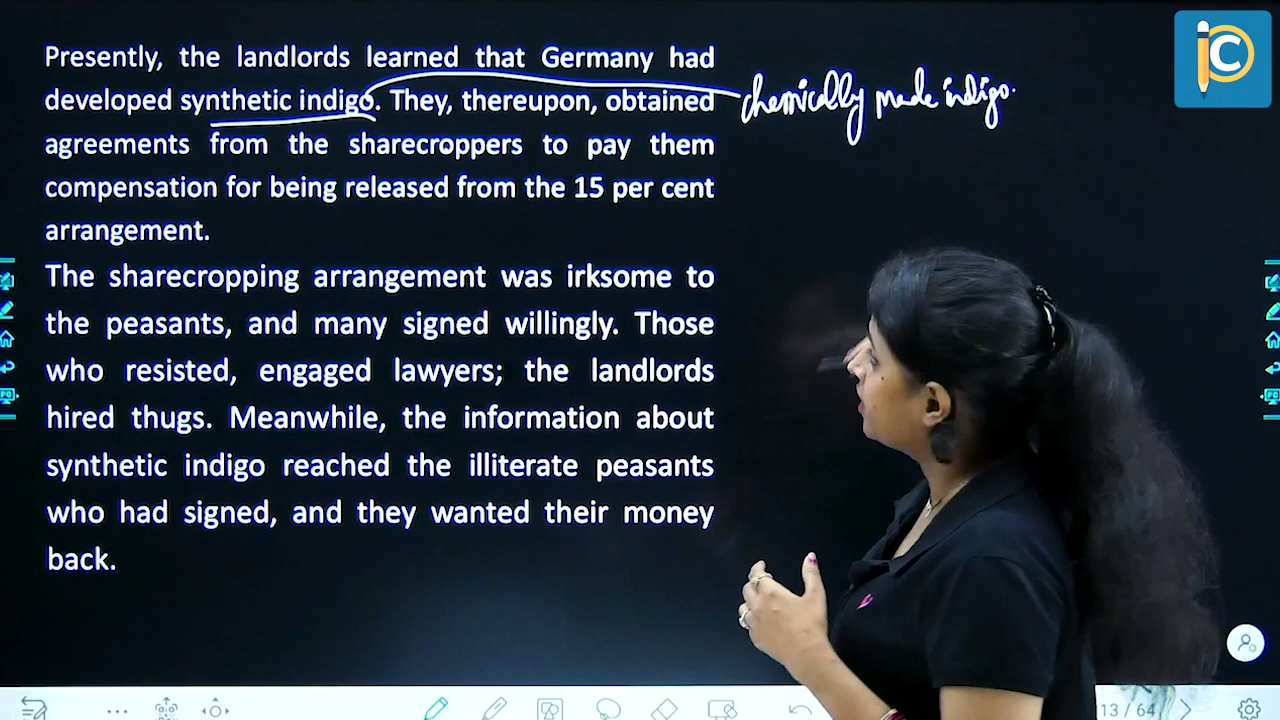 Presently, the landlords learned that Germany had
developed synthetic indigo. They, thereupon, obtained
chemically made indigo.
agreements from the sharecroppers to pay them
compensation for being released from the 15 per cent
arrangement.
The sharecropping arrangement was irksome to
the peasants, and many signed willingly. Those
who resisted, engaged lawyers; the landlords
hired thugs. Meanwhile, the information about
synthetic indigo reached the illiterate peasants
who had signed, and they wanted their money
back.
13 / 64